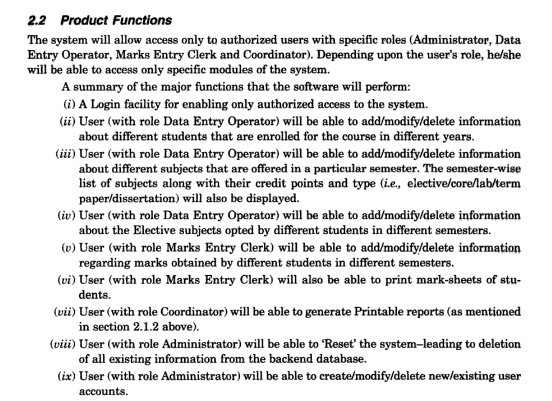 2.2 Product Functions
The system will allow access only to authorized users with specific roles (Administrator, Data
Entry Operator, Marks Entry Clerk and Coordinator). Depending upon the user's role, he/she
will be able to access only specific modules of the system.
A summary of the major functions that the software will perform:
(i) A Login facility for enabling only authorized access to the system.
(ii) User (with role Data Entry Operator) will be able to add/modify/delete information
about different students that are enrolled for the course in different years.
(iii) User (with role Data Entry Operator) will be able to add/modify/delete information
about different subjects that are offered in a particular semester. The semester-wise
list of subjects along with their credit points and type (i.e., elective/core/lab/term
paper/dissertation) will also be displayed.
(iv) User (with role Data Entry Operator) will be able to add/modify/delete information
about the Elective subjects opted by different students in different semesters.
(v) User (with role Marks Entry Clerk) will be able to add/modify/delete information
regarding marks obtained by different students in different semesters.
(vi) User (with role Marks Entry Clerk) will also be able to print mark-sheets of stu-
dents.
(vii) User (with role Coordinator) will be able to generate Printable reports (as mentioned
in section 2.1.2 above).
(viii) User (with role Administrator) will be able to 'Reset' the system–leading to deletion
of all existing information from the backend database.
(ix) User (with role Administrator) will be able to create/modify/delete new/existing user
accounts.